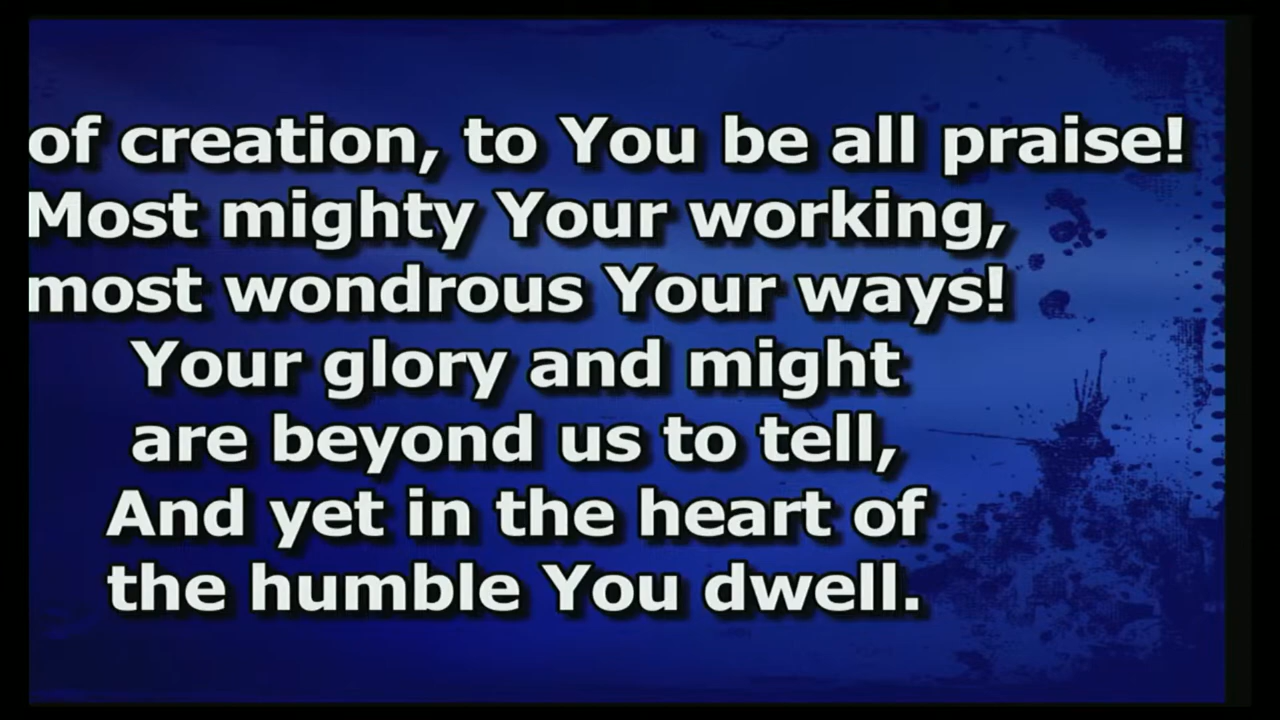 of creation, to You be all praise!
Most mighty Your working,
most wondrous Your ways!
Your glory and might
are beyond us to tell,
And yet in the heart of
the humble You dwell.